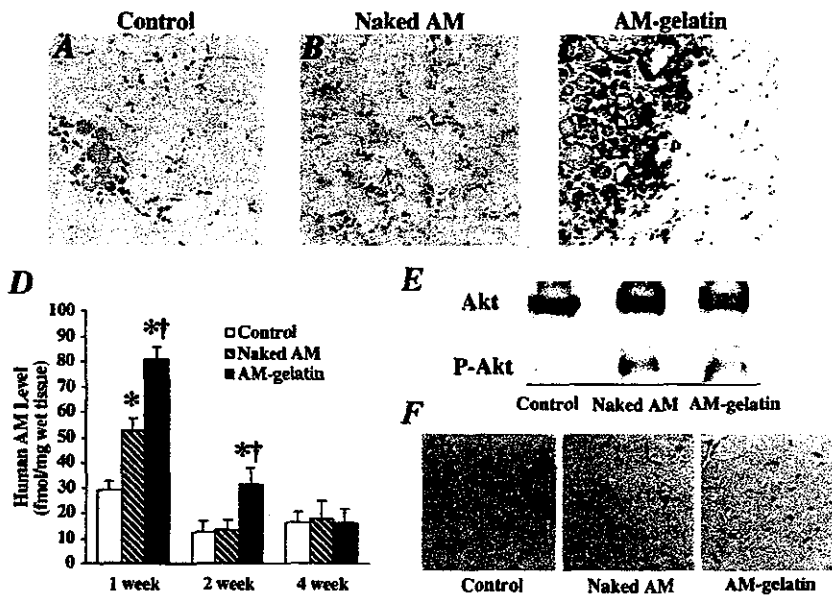 Control
Naked AM
AM-gelatin
A
B
C
D
Human AM Level
(fmol/mg wet tissue)
100
90
80
70
60
50
40
30
20
10
0
*
*†
*†
Control
Naked AM
AM-gelatin
1 week
2 week
4 week
E
Akt
P-Akt
Control
Naked AM
AM-gelatin
F
Control
Naked AM
AM-gelatin